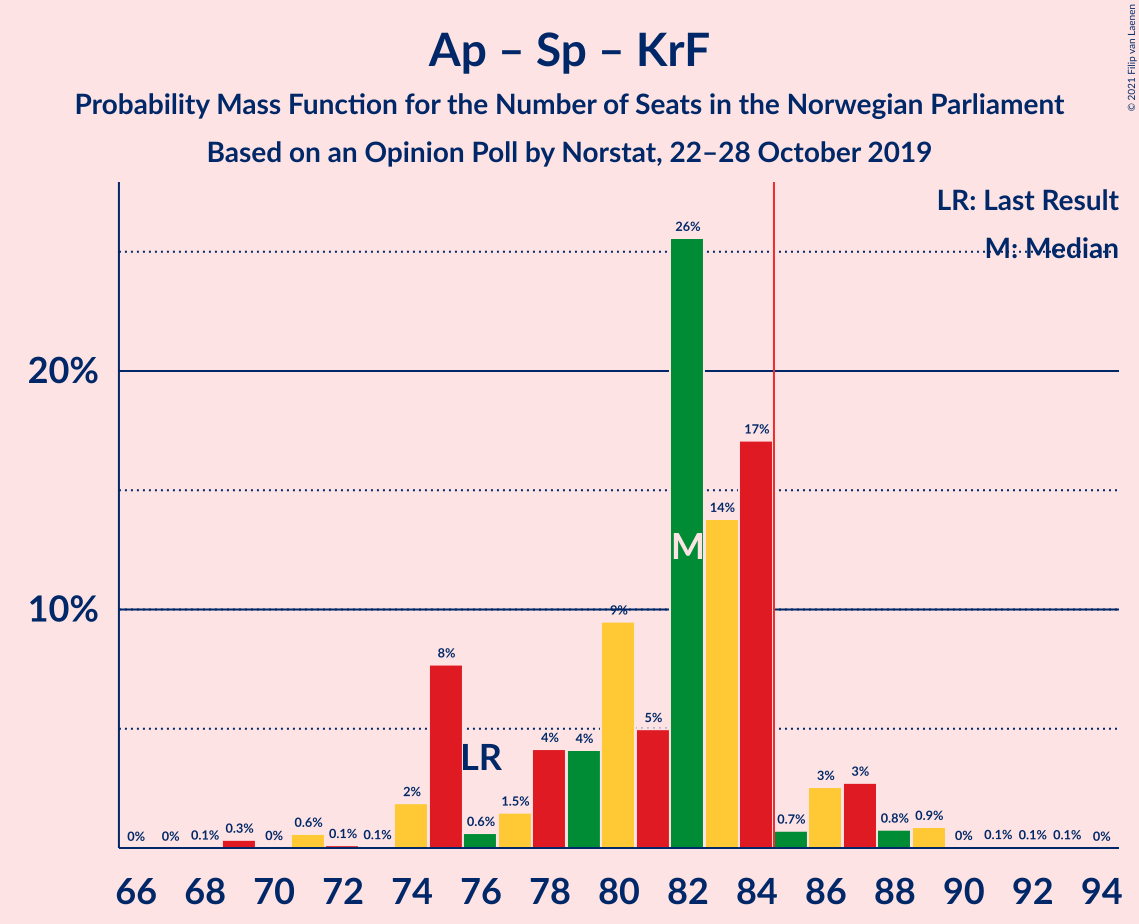 © 2021 Filip van Laenen
Ap – Sp – KrF
Probability Mass Function for the Number of Seats in the Norwegian Parliament
Based on an Opinion Poll by Norstat, 22–28 October 2019
LR: Last Result
M: Median
20%
10%
0% 0% 0.1% 0.3% 0% 0.6% 0.1% 0.1% 2% 8% 0.6% 1.5% 4% 4% 9% 5% 26% 14% 17% 0.7% 3% 3% 0.8% 0.9% 0% 0.1% 0.1% 0.1% 0%
LR
M
66 68 70 72 74 76 78 80 82 84 86 88 90 92 94